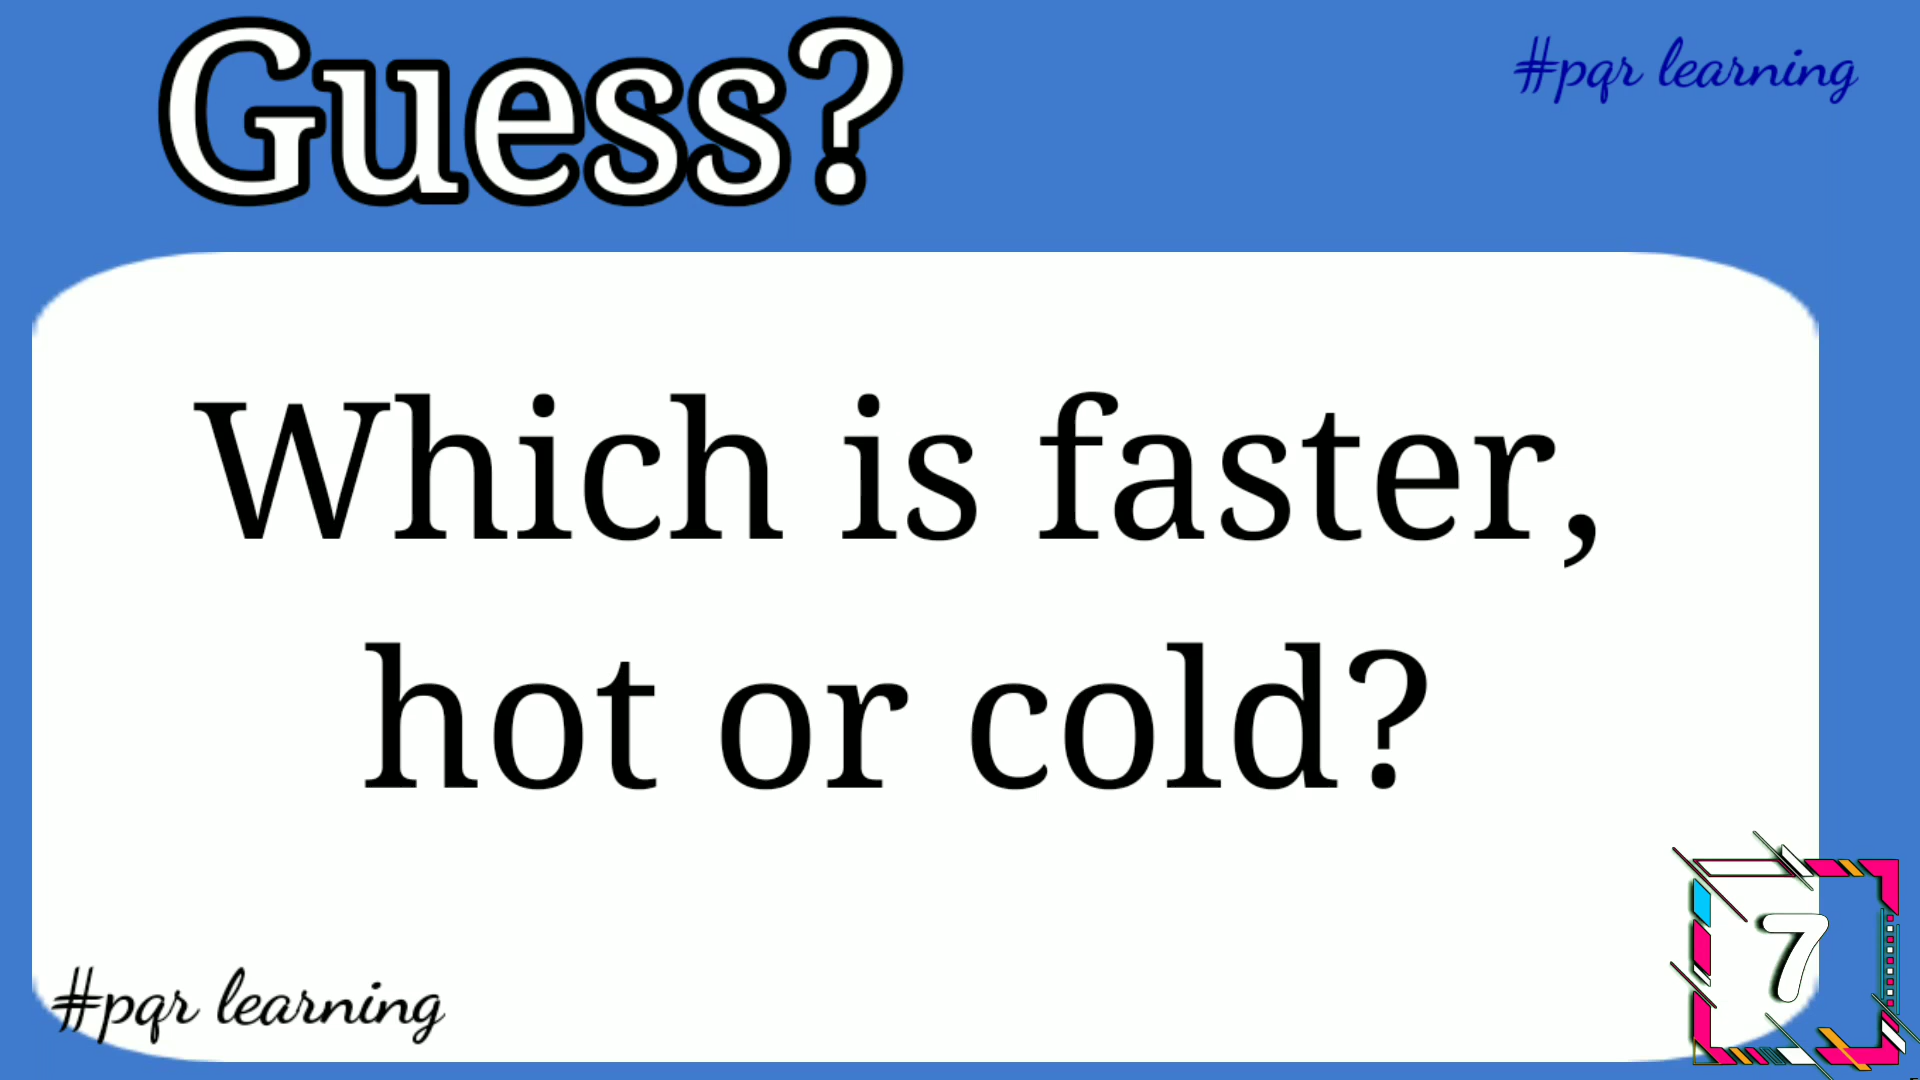 Guess?
#pqr learning
Which is faster,
hot or cold?
7
#pqr learning